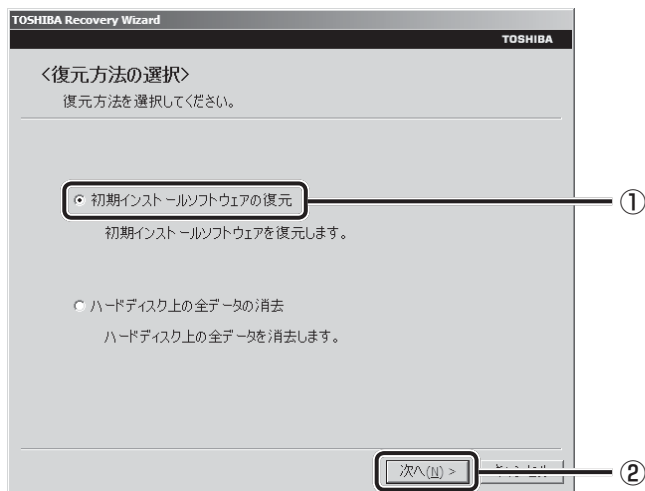 TOSHIBA Recovery Wizard
TOSHIBA
<復元方法の選択>
復元方法を選択してください。
初期インストールソフトウェアの復元
①
初期インストールソフトウェアを復元します。
ハードディスク上の全データの消去
ハードディスク上の全データを消去します。
次へ(N) >
②